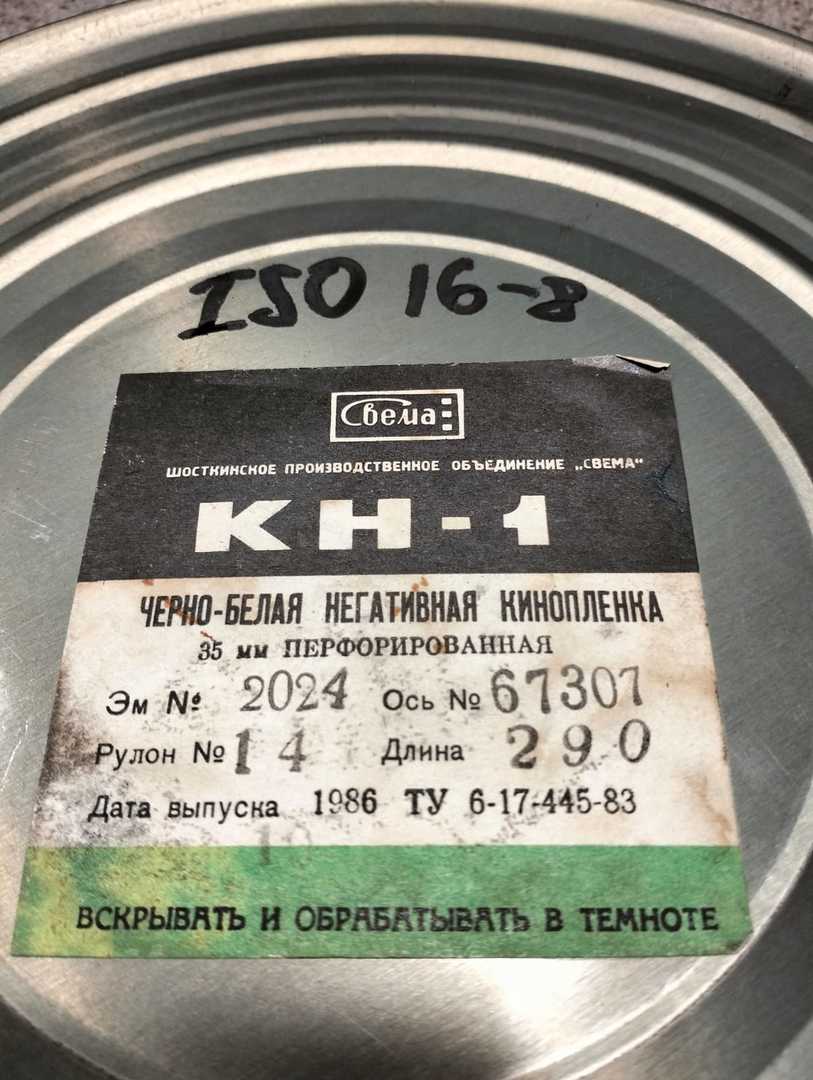 ISO 16-8
Свема
ШОСТКИНСКОЕ ПРОИЗВОДСТВЕННОЕ ОБЪЕДИНЕНИЕ „СВЕМА“
КН-1
ЧЕРНО-БЕЛАЯ НЕГАТИВНАЯ КИНОПЛЕНКА
35 мм ПЕРФОРИРОВАННАЯ
Эм № 2024 Ось № 67307
Рулон № 14 Длина 290
Дата выпуска 1986 ТУ 6-17-445-83
10
ВСКРЫВАТЬ И ОБРАБАТЫВАТЬ В ТЕМНОТЕ